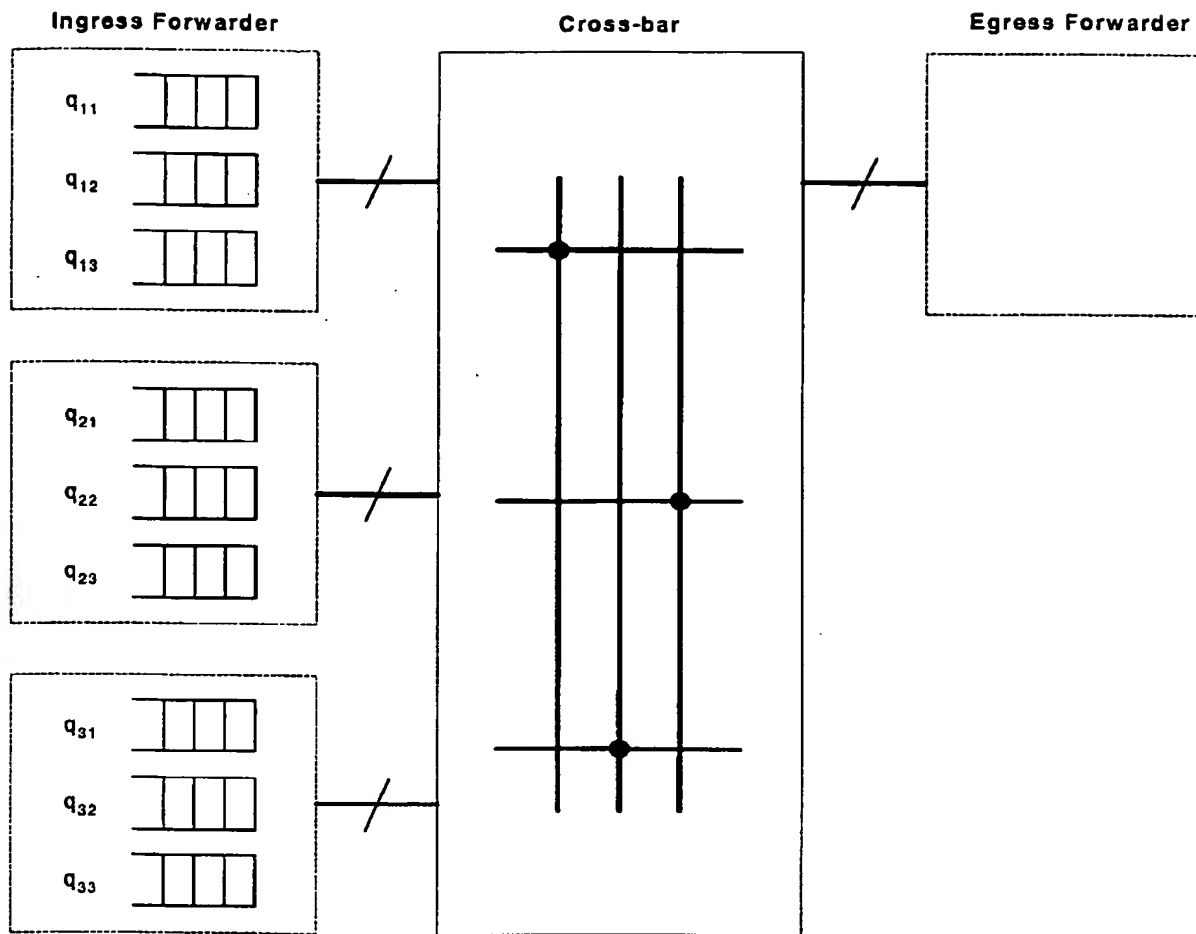 Ingress Forwarder
Cross-bar
Egress Forwarder
q11
q12
q13
q21
q22
q23
q31
q32
q33